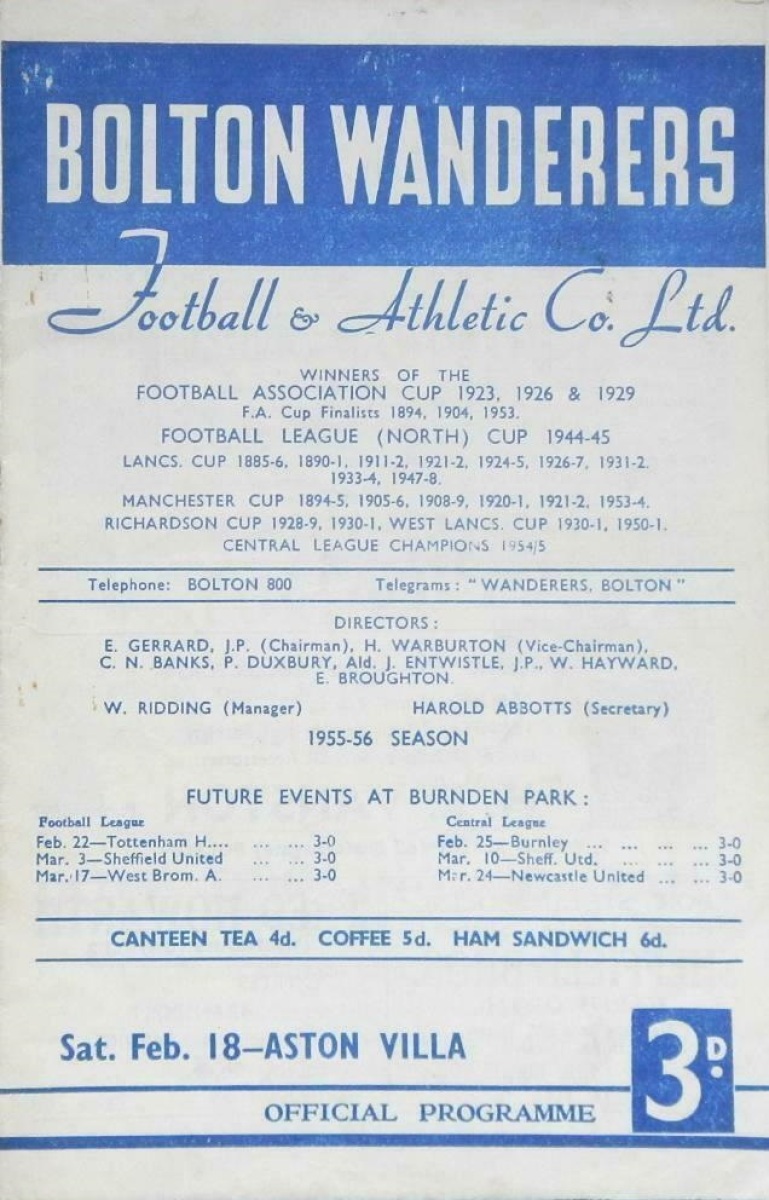 BOLTON WANDERERS
Football & Athletic Co. Ltd.
WINNERS OF THE
FOOTBALL ASSOCIATION CUP 1923, 1926 & 1929
F.A. Cup Finalists 1894, 1904, 1953.
FOOTBALL LEAGUE (NORTH) CUP 1944-45
LANCS. CUP 1885-6, 1890-1, 1911-2, 1921-2, 1924-5, 1926-7, 1931-2.
1933-4, 1947-8.
MANCHESTER CUP 1894-5, 1905-6, 1908-9, 1920-1, 1921-2, 1953-4.
RICHARDSON CUP 1928-9, 1930-1, WEST LANCS. CUP 1930-1, 1950-1.
CENTRAL LEAGUE CHAMPIONS 1954/5
Telephone: BOLTON 800 Telegrams: "WANDERERS, BOLTON"
DIRECTORS:
E. GERRARD, J.P. (Chairman), H. WARBURTON (Vice-Chairman),
C. N. BANKS, P. DUXBURY, Ald. J. ENTWISTLE, J.P., W. HAYWARD,
E. BROUGHTON.
W. RIDDING (Manager) HAROLD ABBOTTS (Secretary)
1955-56 SEASON
FUTURE EVENTS AT BURNDEN PARK:
Football League Central League
Feb. 22—Tottenham H.... ... ... 3-0 Feb. 25—Burnley ... ... ... ... 3-0
Mar. 3—Sheffield United ... ... 3-0 Mar. 10—Sheff. Utd. ... ... ... 3-0
Mar. 17—West Brom. A. ... ... 3-0 Mar. 24—Newcastle United ... ... 3-0
CANTEEN TEA 4d. COFFEE 5d. HAM SANDWICH 6d.
Sat. Feb. 18—ASTON VILLA
3D.
OFFICIAL PROGRAMME